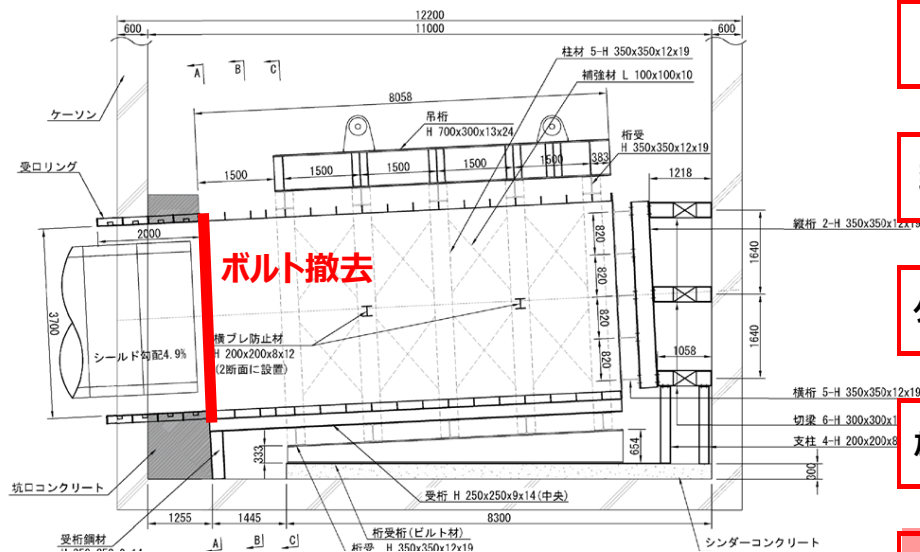 12200
600
11000
600
A
B
C
柱材 5-H 350x350x12x19
補強材 L 100x100x10
8058
ケーソン
吊桁
H 700x300x13x24
桁受
H 350x350x12x19
受口リング
1500
1500
1500
1500
1500
383
1218
2000
縦桁 2-H 350x350x12x19
820
1640
ボルト撤去
820
3700
820
1640
横ブレ防止材
H 200x200x8x12
(2断面に設置)
シールド勾配4.9%
820
1058
横桁 5-H 350x350x12x19
切梁 6-H 300x300x1
支柱 4-H 200x200x8
333
654
300
坑口コンクリート
受桁 H 250x250x9x14(中央)
1255
1445
8300
受桁鋼材
桁受桁(ビルト材)
シンダーコンクリート
A
B
C
桁受 H 350x350x12x19